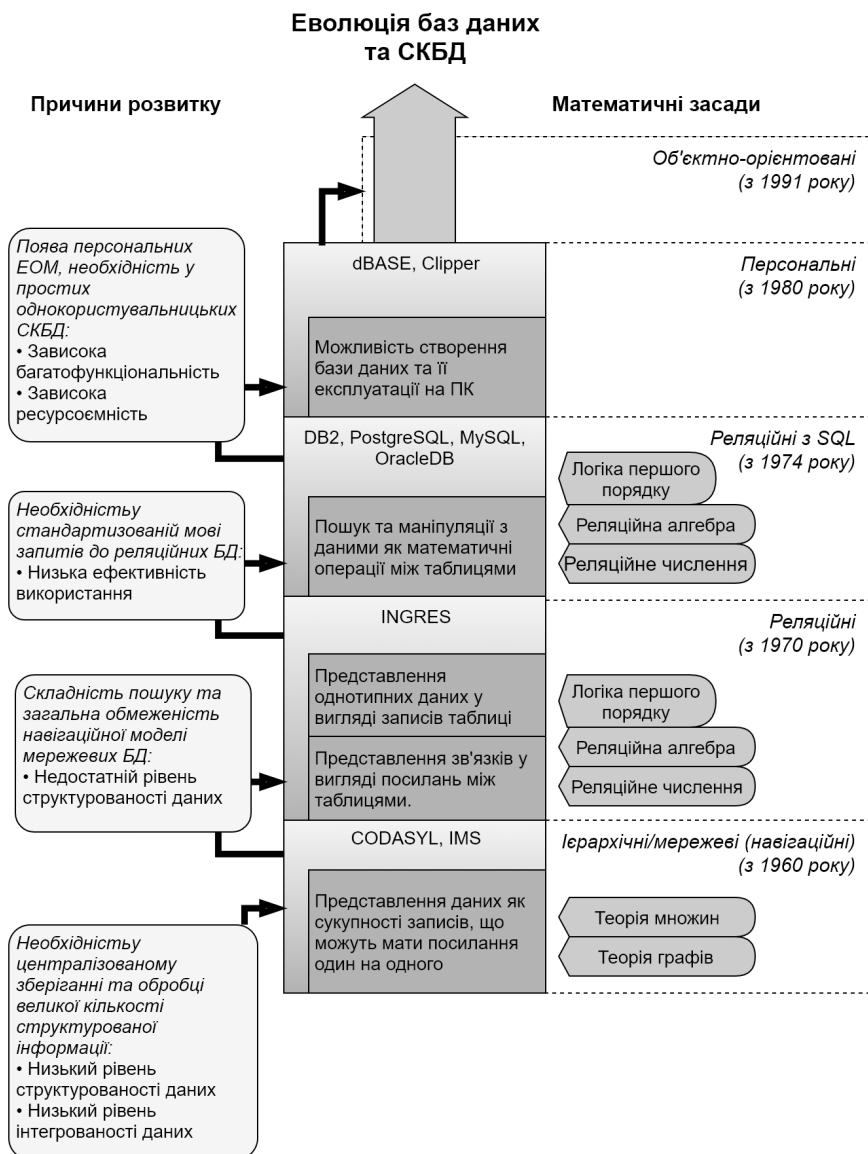 Еволюція баз даних
та СКБД
Причини розвитку
Математичні засади
Об'єктно-орієнтовані
(з 1991 року)
Поява персональних
ЕОМ, необхідність у
простих
однокористувальницьких
СКБД:
• Зависока
багатофункціональність
• Зависока
ресурсоємність
dBASE, Clipper
Можливість створення
бази даних та її
експлуатації на ПК
Персональні
(з 1980 року)
DB2, PostgreSQL, MySQL,
OracleDB
Пошук та маніпуляції з
даними як математичні
операції між таблицями
Реляційні з SQL
(з 1974 року)
Логіка першого
порядку
Реляційна алгебра
Реляційне числення
Необхідністьу
стандартизованій мові
запитів до реляційних БД:
• Низька ефективність
використання
INGRES
Представлення
однотипних даних у
вигляді записів таблиці
Представлення зв'язків у
вигляді посилань між
таблицями.
Реляційні
(з 1970 року)
Логіка першого
порядку
Реляційна алгебра
Реляційне числення
Складність пошуку та
загальна обмеженість
навігаційної моделі
мережевих БД:
• Недостатній рівень
структурованості даних
CODASYL, IMS
Представлення даних як
сукупності записів, що
можуть мати посилання
один на одного
Ієрархічні/мережеві (навігаційні)
(з 1960 року)
Теорія множин
Теорія графів
Необхідністьу
централізованому
зберіганні та обробці
великої кількості
структурованої
інформації:
• Низький рівень
структурованості даних
• Низький рівень
інтегрованості даних